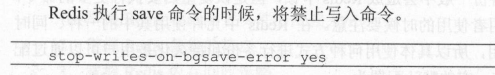 Redis 执行 save 命令的时候，将禁止写入命令。
stop-writes-on-bgsave-error yes